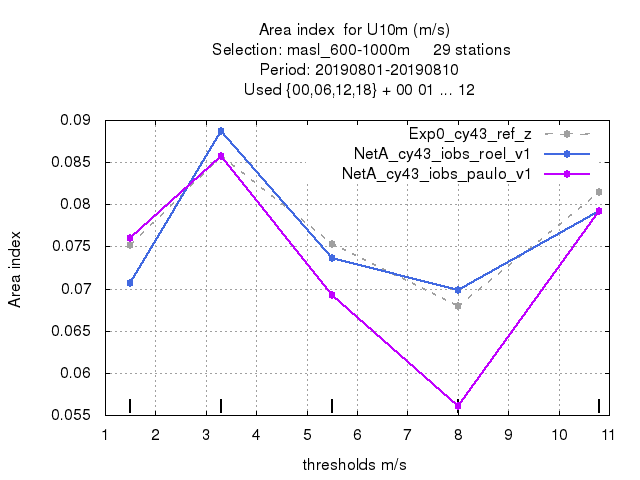 Area index  for U10m (m/s)
Selection: masl_600-1000m     29 stations
Period: 20190801-20190810
Used {00,06,12,18} + 00 01 ... 12
0.09
0.085
0.08
0.075
0.07
0.065
0.06
0.055
Area index
Exp0_cy43_ref_z
NetA_cy43_iobs_roel_v1
NetA_cy43_iobs_paulo_v1
1 2 3 4 5 6 7 8 9 10 11
thresholds m/s